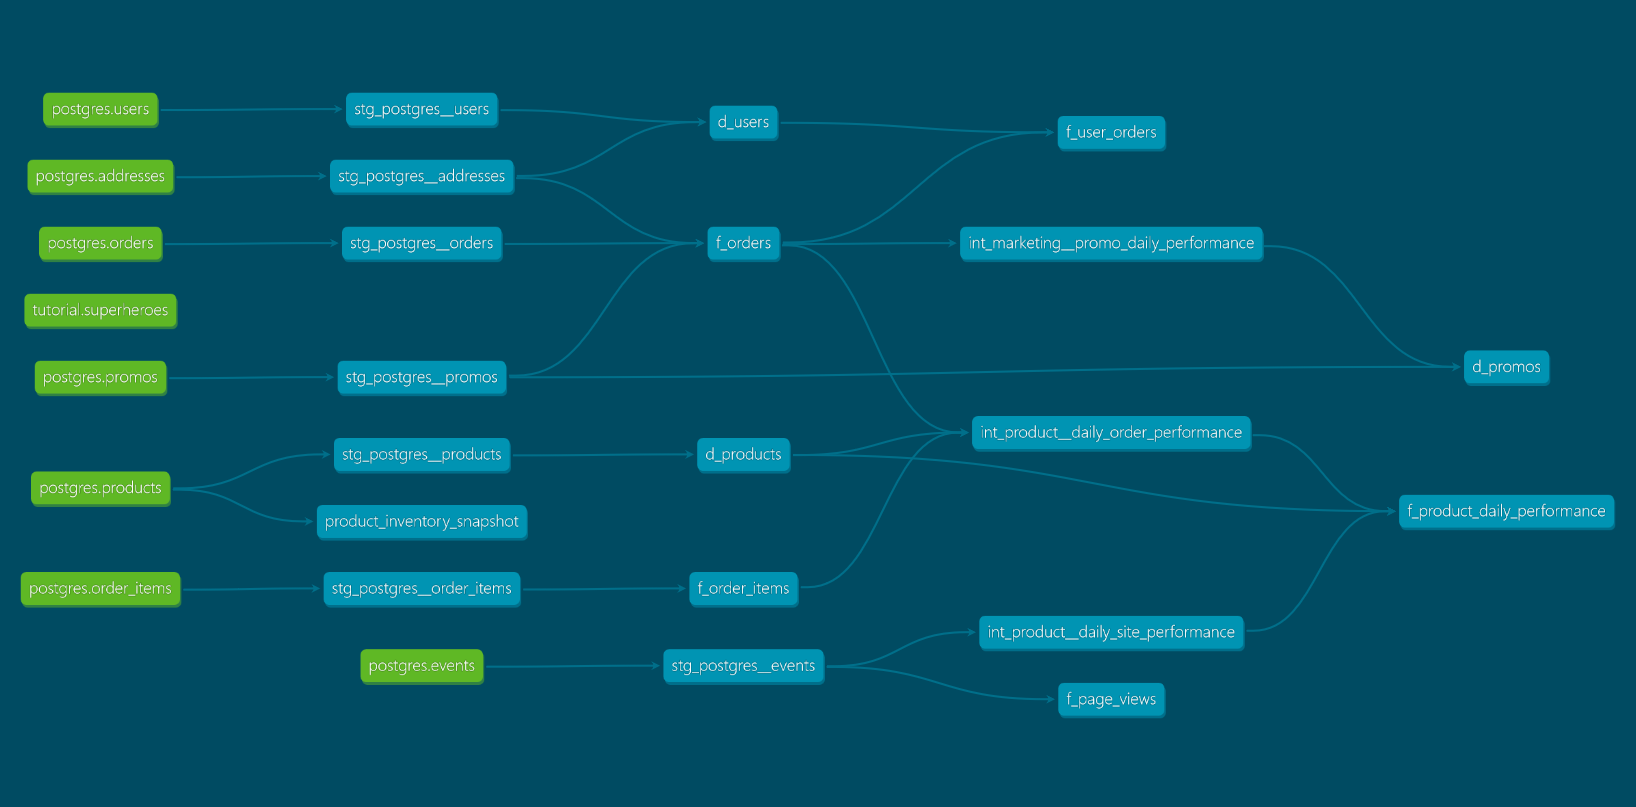 postgres.users
stg_postgres__users
d_users
f_user_orders
postgres.addresses
stg_postgres__addresses
postgres.orders
stg_postgres__orders
f_orders
int_marketing__promo_daily_performance
tutorial.superheroes
postgres.promos
stg_postgres__promos
d_promos
int_product__daily_order_performance
stg_postgres__products
d_products
postgres.products
product_inventory_snapshot
f_product_daily_performance
postgres.order_items
stg_postgres__order_items
f_order_items
int_product__daily_site_performance
postgres.events
stg_postgres__events
f_page_views